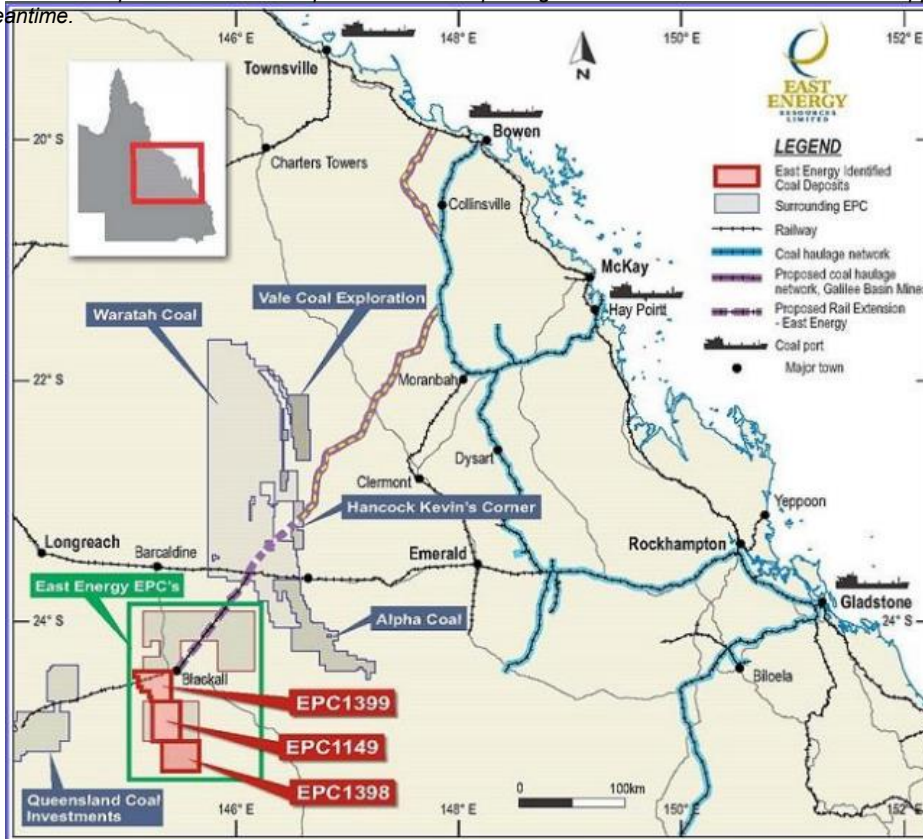 eantime.
146° E
148° E
150° E
152° E
Townsville
N
EAST
ENERGY
RESOURCES
LIMITED
Bowen
20° S
Charters Towers
LEGEND
East Energy Identified
Coal Deposits
Surrounding EPC
Railway
Coal haulage network
Proposed coal haulage
network, Galilee Basin Mine
Proposed Rail Extension
- East Energy
Coal port
Major town
Collinsville
McKay
Hay Point
Vale Coal Exploration
Waratah Coal
22° S
22° S
Moranbah
Dysart
Clermont
Hancock Kevin's Corner
Yeppoon
Longreach
Barcaldine
Emerald
Rockhampton
East Energy EPC's
Gladstone
24° S
24° S
Alpha Coal
Blackall
Biloela
EPC1399
EPC1149
EPC1398
Queensland Coal
Investments
0
100km
146° E
148° E
150° E
152° E